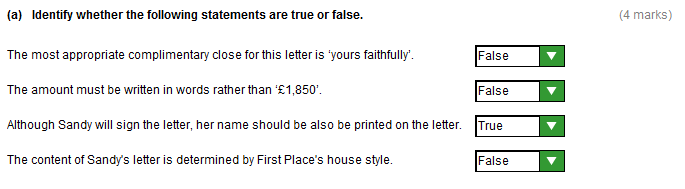 (a) Identify whether the following statements are true or false. (4 marks)
The most appropriate complimentary close for this letter is ‘yours faithfully’. False
The amount must be written in words rather than ‘£1,850’. False
Although Sandy will sign the letter, her name should be also be printed on the letter. True
The content of Sandy's letter is determined by First Place's house style. False